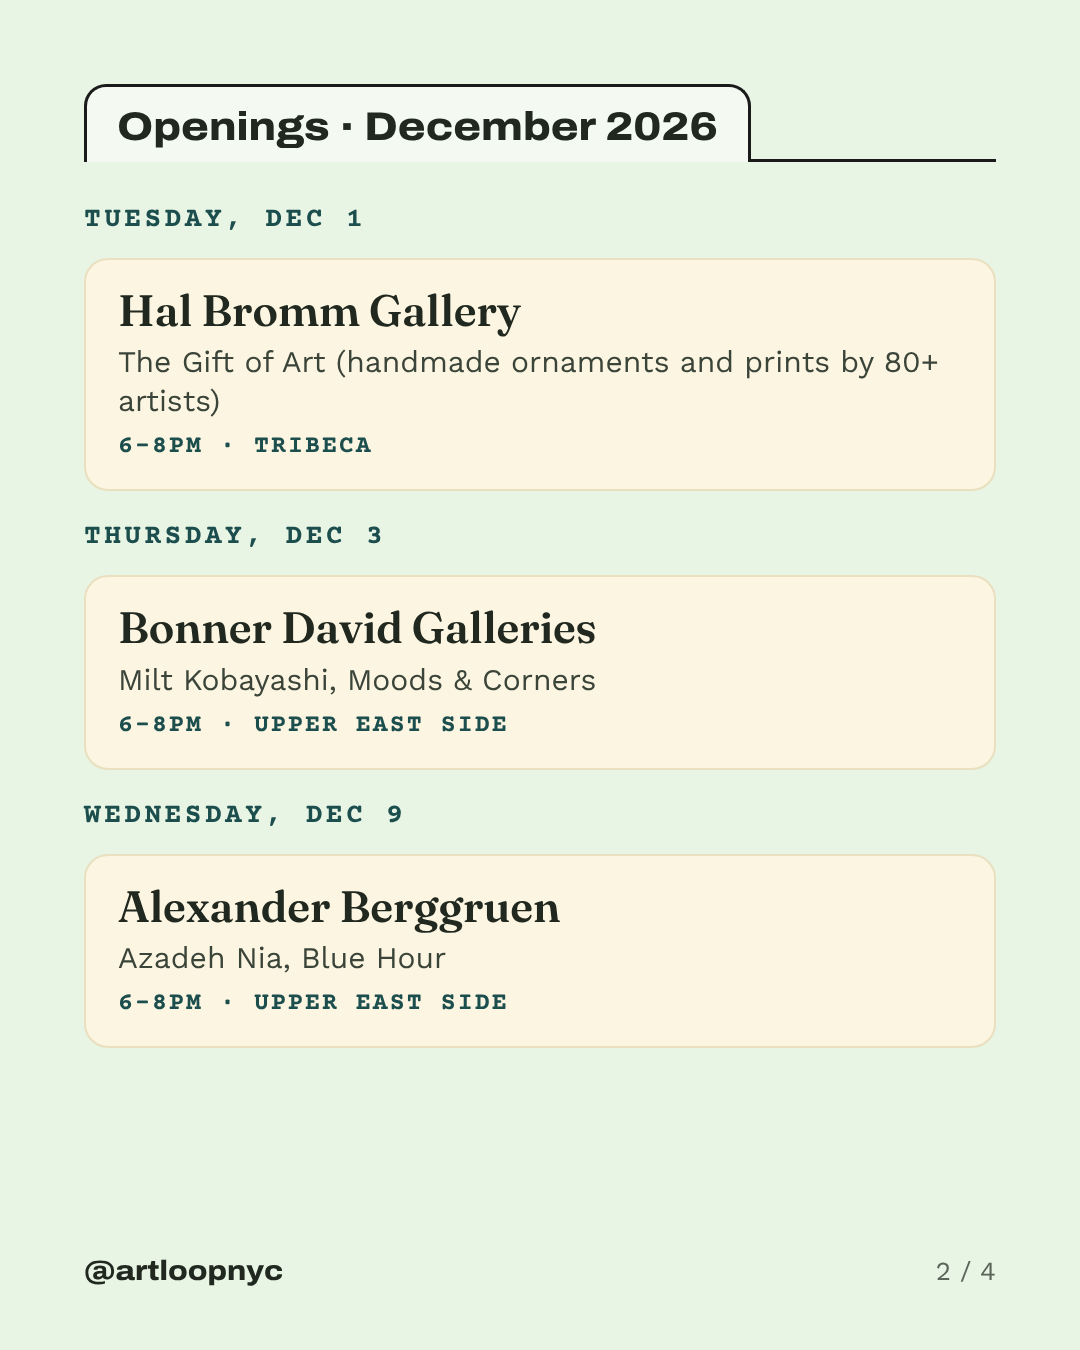 Openings · December 2026
TUESDAY, DEC 1
Hal Bromm Gallery
The Gift of Art (handmade ornaments and prints by 80+
artists)
6–8PM · TRIBECA
THURSDAY, DEC 3
Bonner David Galleries
Milt Kobayashi, Moods & Corners
6–8PM · UPPER EAST SIDE
WEDNESDAY, DEC 9
Alexander Berggruen
Azadeh Nia, Blue Hour
6–8PM · UPPER EAST SIDE
@artloopnyc
2 / 4